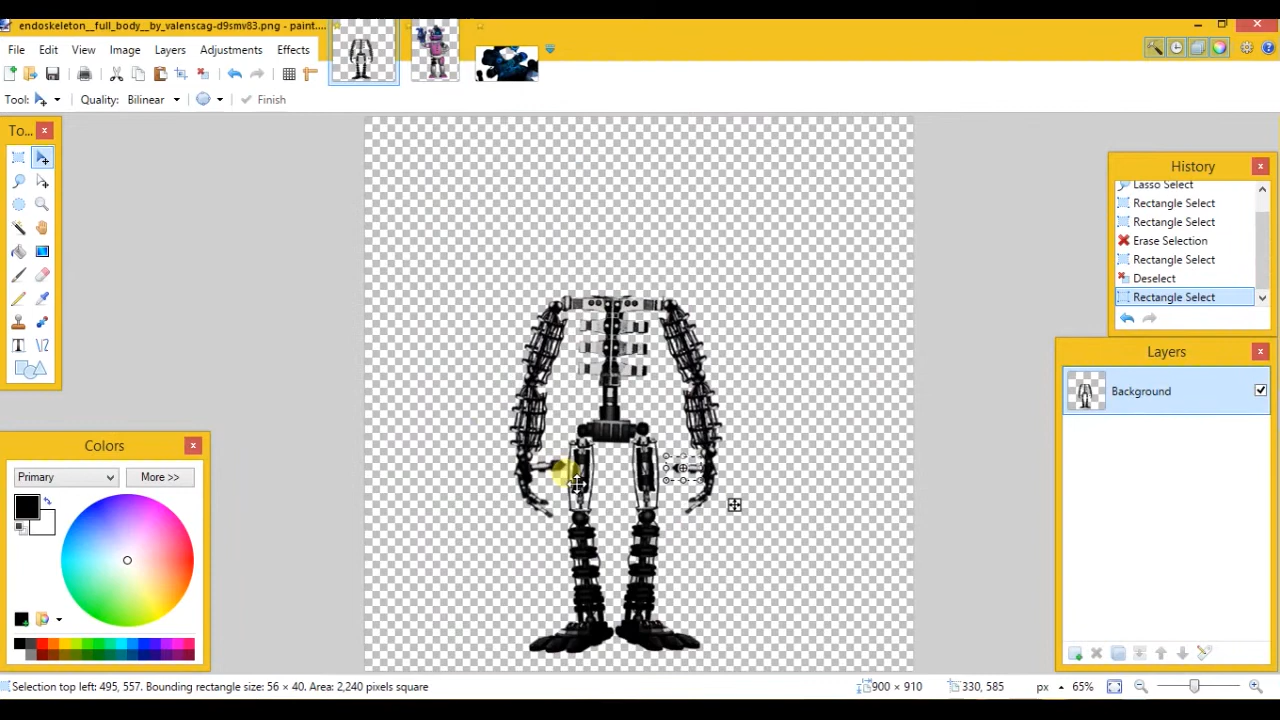 endoskeleton__full_body__by_valenscag-d9smv83.png - paint....
File Edit View Image Layers Adjustments Effects
Tool: Quality: Bilinear Finish
To...
History
Lasso Select
Rectangle Select
Rectangle Select
Erase Selection
Rectangle Select
Deselect
Rectangle Select
Layers
Background
Colors
Primary More >>
Selection top left: 495, 557. Bounding rectangle size: 56 × 40. Area: 2,240 pixels square 900 × 910 330, 585 px 65%